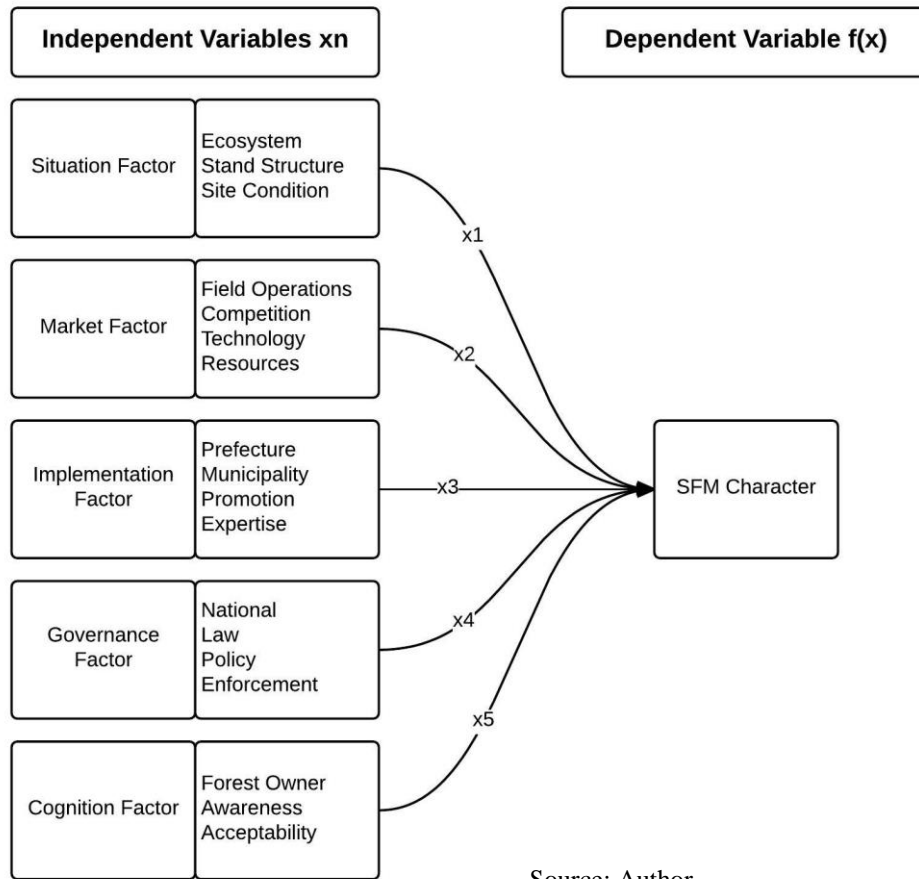 Independent Variables xn
Dependent Variable f(x)
Situation Factor
Ecosystem
Stand Structure
Site Condition
x1
Market Factor
Field Operations
Competition
Technology
Resources
x2
Implementation
Factor
Prefecture
Municipality
Promotion
Expertise
x3
SFM Character
Governance
Factor
National
Law
Policy
Enforcement
x4
Cognition Factor
Forest Owner
Awareness
Acceptability
x5
Source: Author